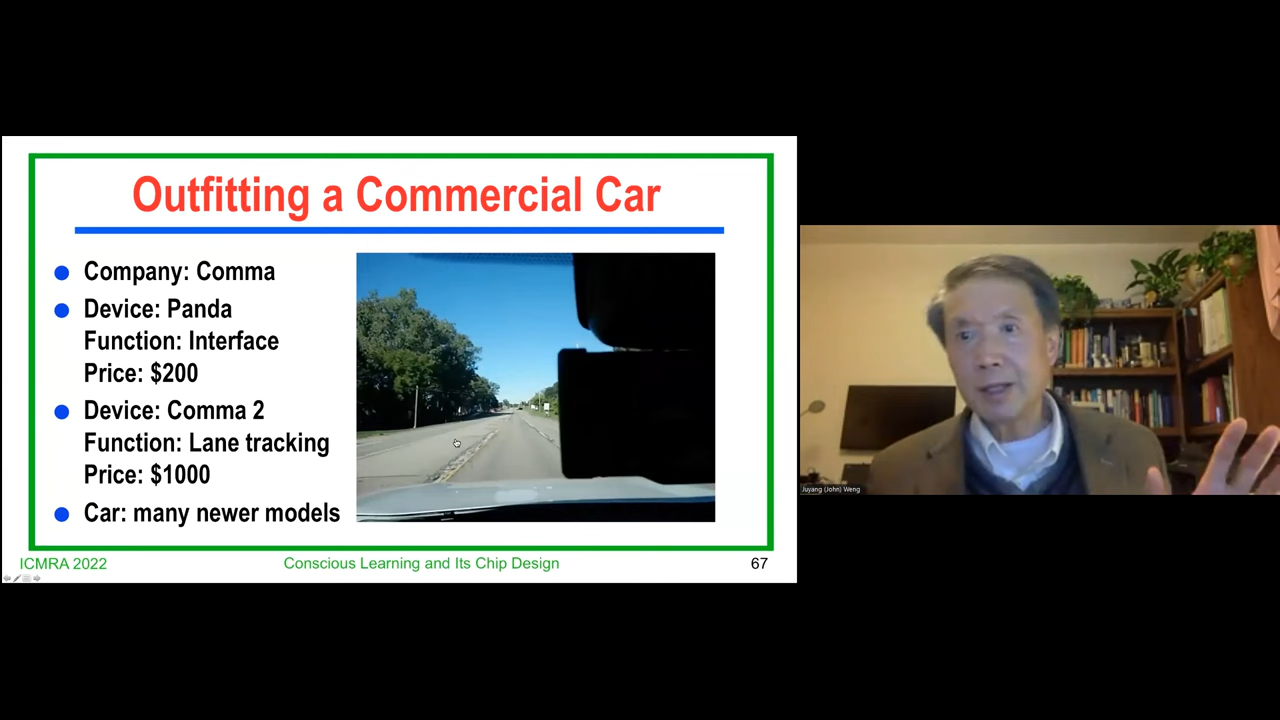 Outfitting a Commercial Car
Company: Comma
Device: Panda
Function: Interface
Price: $200
Device: Comma 2
Function: Lane tracking
Price: $1000
Car: many newer models
ICMRA 2022
Conscious Learning and Its Chip Design
67
Juyang (John) Weng